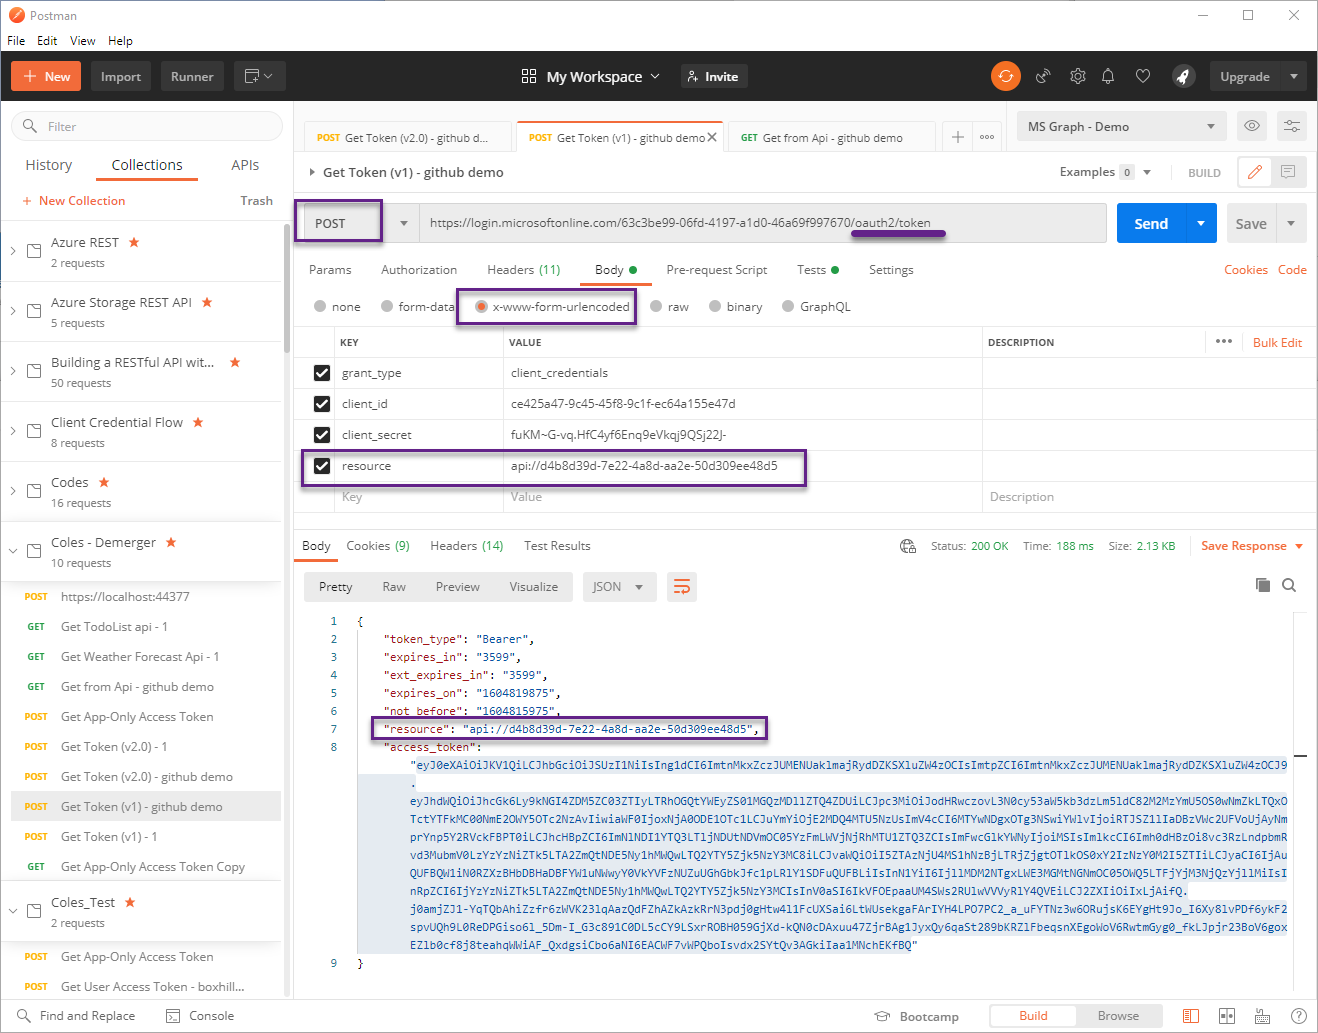 Postman
File Edit View Help
New Import Runner My Workspace Invite Upgrade
Filter
History Collections APIs
New Collection Trash
Azure REST
2 requests
Azure Storage REST API
5 requests
Building a RESTful API wit...
50 requests
Client Credential Flow
8 requests
Codes
16 requests
Coles - Demerger
10 requests
POST https://localhost:44377
GET Get TodoList api - 1
GET Get Weather Forecast Api - 1
GET Get from Api - github demo
POST Get App-Only Access Token
POST Get Token (v2.0) - 1
POST Get Token (v2.0) - github demo
POST Get Token (v1) - github demo
POST Get Token (v1) - 1
GET Get App-Only Access Token Copy
Coles_Test
2 requests
POST Get App-Only Access Token
POST Get User Access Token - boxhill...
POST Get Token (v2.0) - github d... POST Get Token (v1) - github demo GET Get from Api - github demo
MS Graph - Demo
Get Token (v1) - github demo Examples 0 BUILD
POST https://login.microsoftonline.com/63c3be99-06fd-4197-a1d0-46a69f997670/oauth2/token Send Save
Params Authorization Headers (11) Body Pre-request Script Tests Settings Cookies Code
none form-data x-www-form-urlencoded raw binary GraphQL
KEY VALUE DESCRIPTION Bulk Edit
grant_type client_credentials
client_id ce425a47-9c45-45f8-9c1f-ec64a155e47d
client_secret fuKM~G-vq.HfC4yf6Enq9eVkqj9QSj22J-
resource api://d4b8d39d-7e22-4a8d-aa2e-50d309ee48d5
Key Value Description
Body Cookies (9) Headers (14) Test Results Status: 200 OK Time: 188 ms Size: 2.13 KB Save Response
Pretty Raw Preview Visualize JSON
1 {
2 "token_type": "Bearer",
3 "expires_in": "3599",
4 "ext_expires_in": "3599",
5 "expires_on": "1604819875",
6 "not_before": "1604815975",
7 "resource": "api://d4b8d39d-7e22-4a8d-aa2e-50d309ee48d5",
8 "access_token":
9 }
Find and Replace Console Bootcamp Build Browse